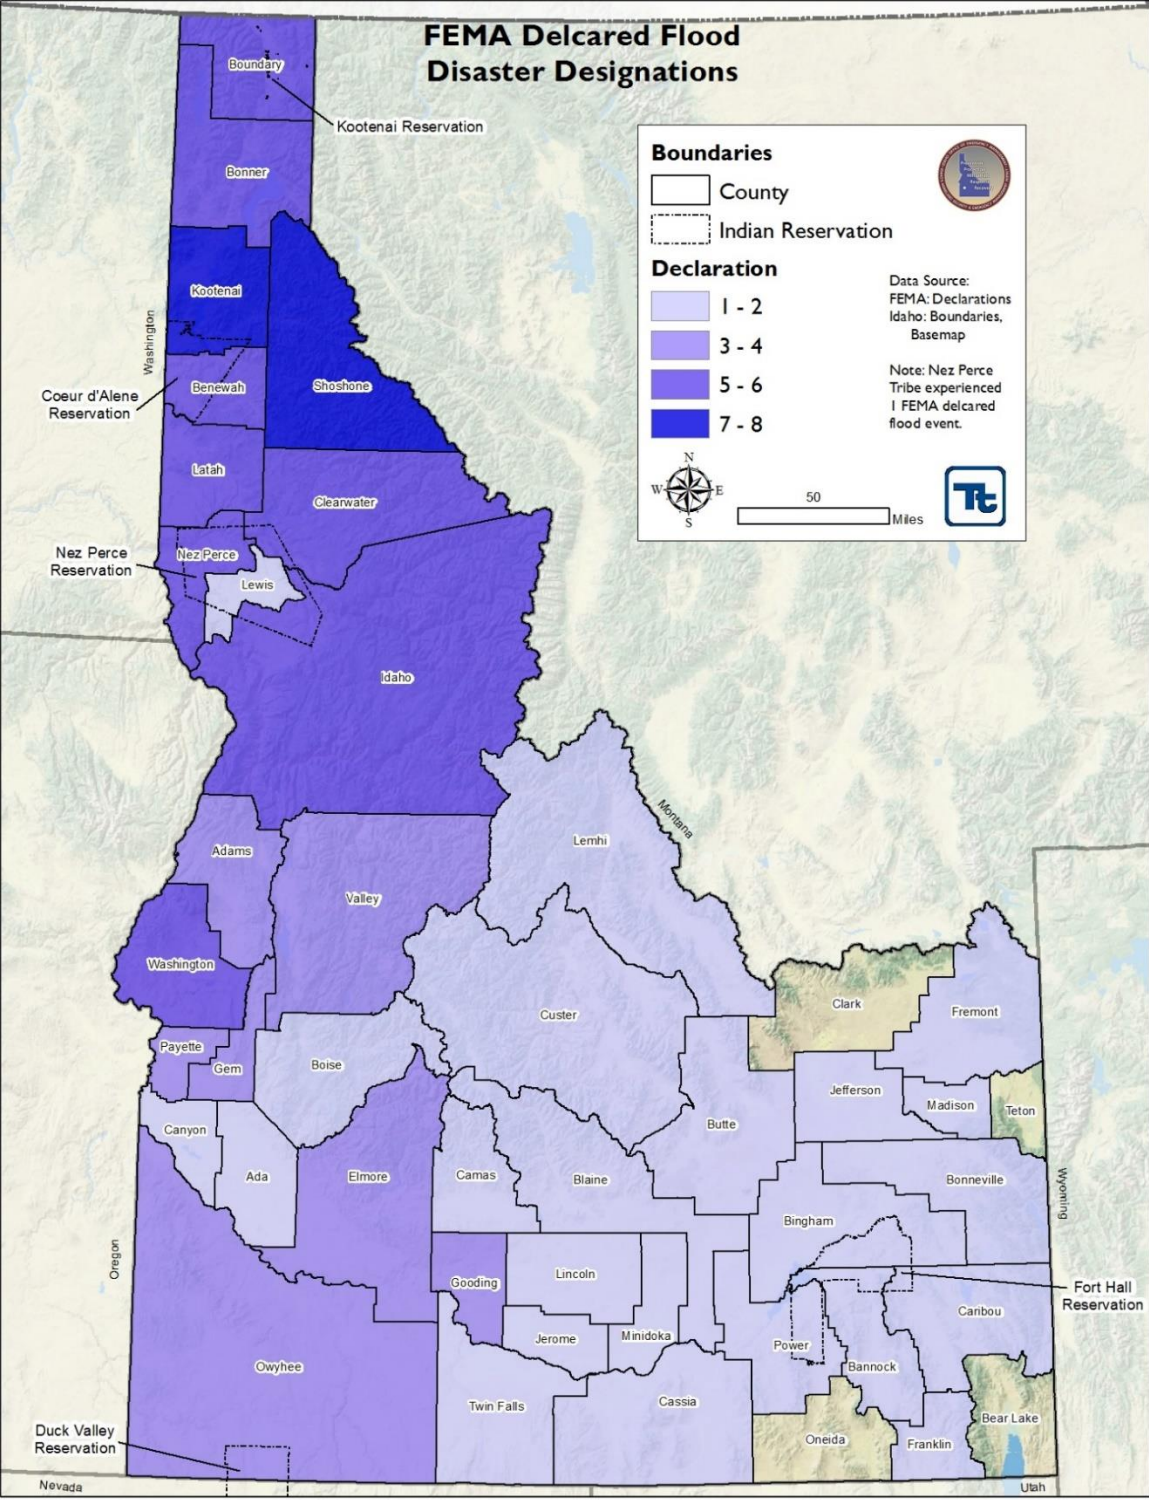 FEMA Delcared Flood
Disaster Designations
Boundary
Kootenai Reservation
Bonner
Kootenai
Washington
Coeur d'Alene
Reservation
Benewah
Shoshone
Latah
Clearwater
Nez Perce
Reservation
Nez Perce
Lewis
Idaho
Boundaries
County
Indian Reservation
Declaration
1 - 2
3 - 4
5 - 6
7 - 8
Data Source:
FEMA: Declarations
Idaho: Boundaries,
Basemap
Note: Nez Perce
Tribe experienced
1 FEMA delcared
flood event.
N
W
E
S
50
Miles
Tt
Montana
Lemhi
Adams
Valley
Washington
Custer
Clark
Fremont
Payette
Gem
Boise
Jefferson
Madison
Teton
Butte
Canyon
Ada
Elmore
Camas
Blaine
Bonneville
Wyoming
Bingham
Oregon
Gooding
Lincoln
Fort Hall
Reservation
Caribou
Jerome
Minidoka
Power
Bannock
Owyhee
Twin Falls
Cassia
Oneida
Franklin
Bear Lake
Duck Valley
Reservation
Nevada
Utah